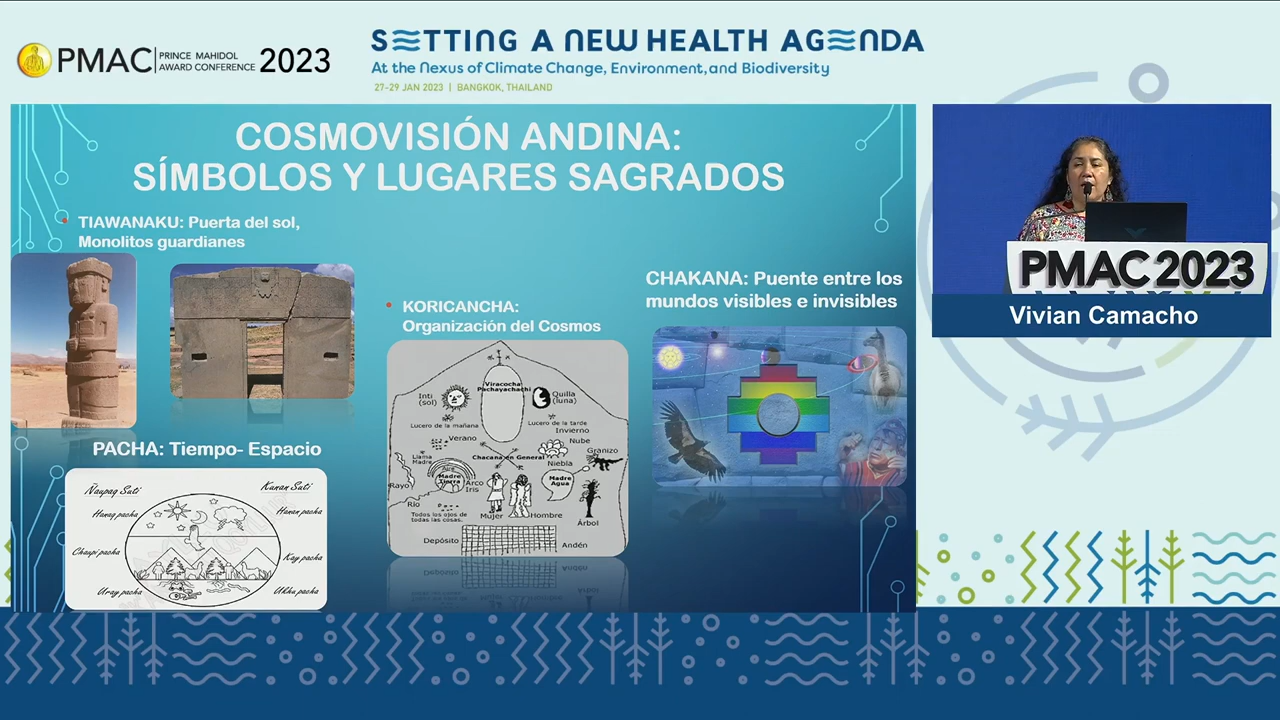 PMAC
PRINCE MAHIDOL
AWARD CONFERENCE
2023
SETTING A NEW HEALTH AGENDA
At the Nexus of Climate Change, Environment, and Biodiversity
27-29 JAN 2023 | BANGKOK, THAILAND
COSMOVISIÓN ANDINA:
SÍMBOLOS Y LUGARES SAGRADOS
• TIAWANAKU: Puerta del sol,
Monolitos guardianes
PACHA: Tiempo- Espacio
Ñaupaq Suti
Kunan Suti
Hanaq pacha
Hanan pacha
Chaupi pacha
Kay pacha
Uray pacha
Ukhu pacha
• KORICANCHA:
Organización del Cosmos
Viracocha
Pachayachachi
Inti
(sol)
Quilla
(luna)
Lucero de la mañana
Lucero de la tarde
Verano
Invierno
Nube
Granizo
Llama
Madre
Chacana en General
Niebla
Rayo
Madre
Tierra
Arco
Iris
Madre
Agua
Río
Todos los ojos de
todas las cosas.
Mujer
Hombre
Árbol
Depósito
Andén
CHAKANA: Puente entre los
mundos visibles e invisibles
PMAC 2023
Vivian Camacho